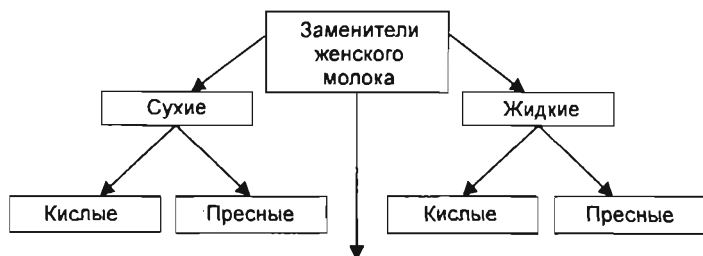 Заменители
женского
молока
Сухие
Жидкие
Кислые
Пресные
Кислые
Пресные